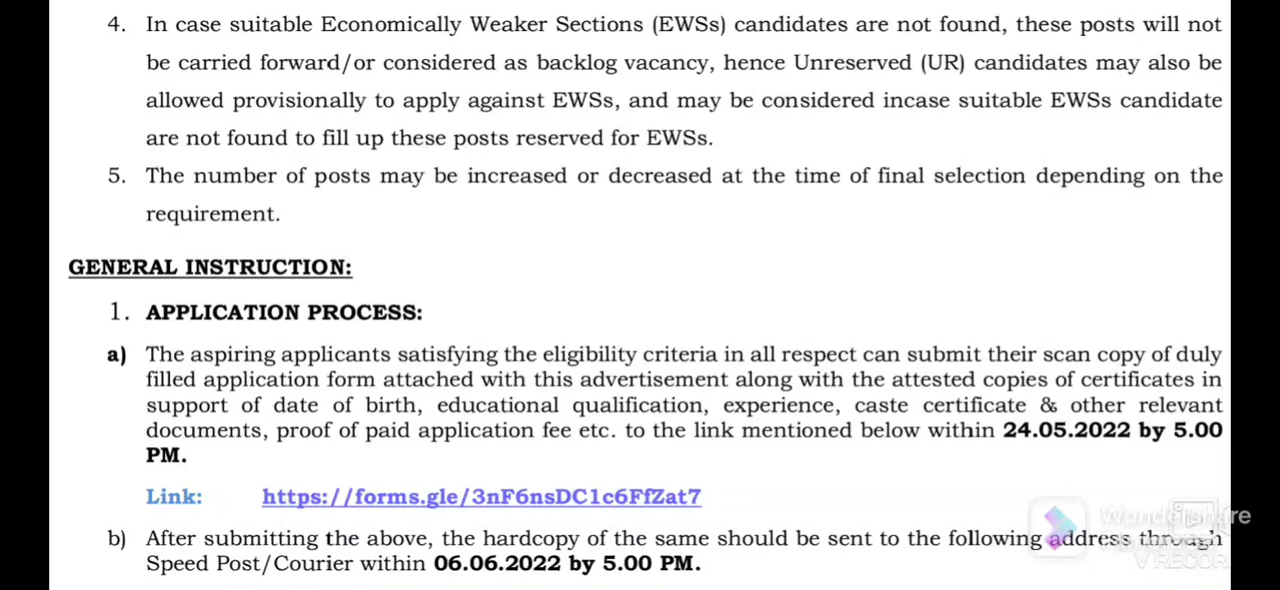 4. In case suitable Economically Weaker Sections (EWSs) candidates are not found, these posts will not
be carried forward/or considered as backlog vacancy, hence Unreserved (UR) candidates may also be
allowed provisionally to apply against EWSs, and may be considered incase suitable EWSs candidate
are not found to fill up these posts reserved for EWSs.
5. The number of posts may be increased or decreased at the time of final selection depending on the
requirement.
GENERAL INSTRUCTION:
1. APPLICATION PROCESS:
a) The aspiring applicants satisfying the eligibility criteria in all respect can submit their scan copy of duly
filled application form attached with this advertisement along with the attested copies of certificates in
support of date of birth, educational qualification, experience, caste certificate & other relevant
documents, proof of paid application fee etc. to the link mentioned below within 24.05.2022 by 5.00
PM.
Link: https://forms.gle/3nF6nsDC1c6FfZat7
b) After submitting the above, the hardcopy of the same should be sent to the following address through
Speed Post/Courier within 06.06.2022 by 5.00 PM.
Wondershare